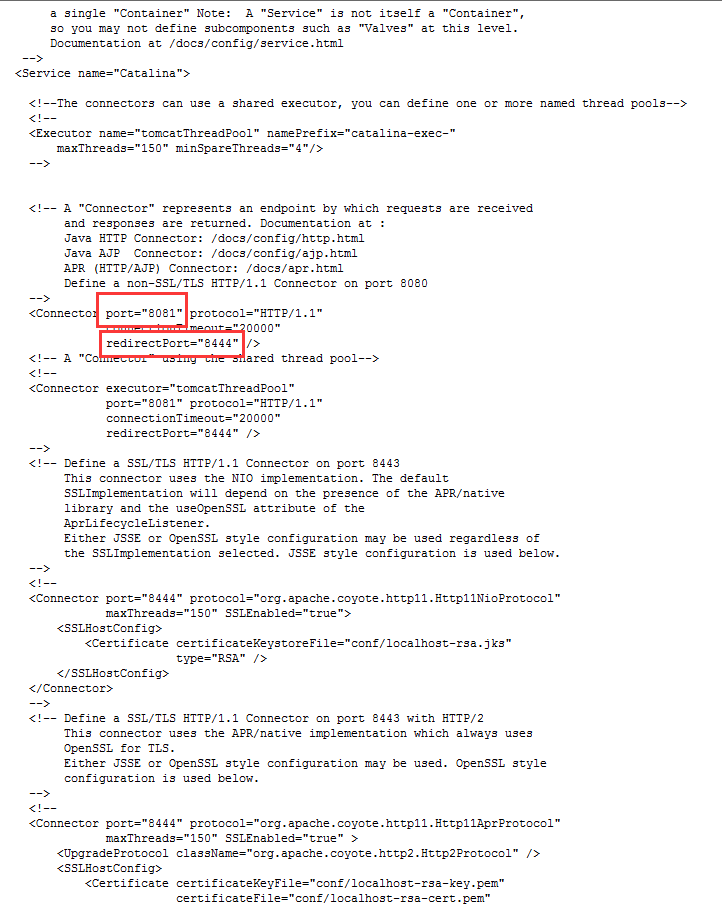 a single "Container" Note:  A "Service" is not itself a "Container",
so you may not define subcomponents such as "Valves" at this level.
Documentation at /docs/config/service.html
-->
<Service name="Catalina">
<!--The connectors can use a shared executor, you can define one or more named thread pools-->
<!--
<Executor name="tomcatThreadPool" namePrefix="catalina-exec-"
maxThreads="150" minSpareThreads="4"/>
-->
<!-- A "Connector" represents an endpoint by which requests are received
and responses are returned. Documentation at :
Java HTTP Connector: /docs/config/http.html
Java AJP  Connector: /docs/config/ajp.html
APR (HTTP/AJP) Connector: /docs/apr.html
Define a non-SSL/TLS HTTP/1.1 Connector on port 8080
-->
<Connector port="8081" protocol="HTTP/1.1"
connectionTimeout="20000"
redirectPort="8444" />
<!-- A "Connector" using the shared thread pool-->
<!--
<Connector executor="tomcatThreadPool"
port="8081" protocol="HTTP/1.1"
connectionTimeout="20000"
redirectPort="8444" />
-->
<!-- Define a SSL/TLS HTTP/1.1 Connector on port 8443
This connector uses the NIO implementation. The default
SSLImplementation will depend on the presence of the APR/native
library and the useOpenSSL attribute of the
AprLifecycleListener.
Either JSSE or OpenSSL style configuration may be used regardless of
the SSLImplementation selected. JSSE style configuration is used below.
-->
<!--
<Connector port="8444" protocol="org.apache.coyote.http11.Http11NioProtocol"
maxThreads="150" SSLEnabled="true">
<SSLHostConfig>
<Certificate certificateKeystoreFile="conf/localhost-rsa.jks"
type="RSA" />
</SSLHostConfig>
</Connector>
-->
<!-- Define a SSL/TLS HTTP/1.1 Connector on port 8443 with HTTP/2
This connector uses the APR/native implementation which always uses
OpenSSL for TLS.
Either JSSE or OpenSSL style configuration may be used. OpenSSL style
configuration is used below.
-->
<!--
<Connector port="8444" protocol="org.apache.coyote.http11.Http11AprProtocol"
maxThreads="150" SSLEnabled="true" >
<UpgradeProtocol className="org.apache.coyote.http2.Http2Protocol" />
<SSLHostConfig>
<Certificate certificateKeyFile="conf/localhost-rsa-key.pem"
certificateFile="conf/localhost-rsa-cert.pem"